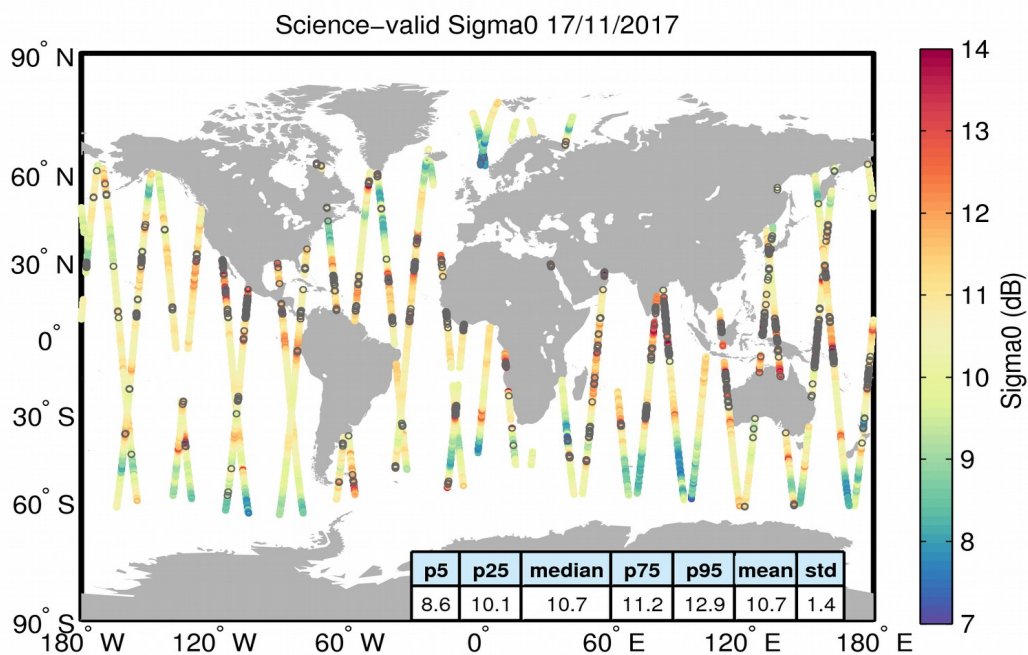 Science-valid Sigma0 17/11/2017
90° N
60° N
30° N
0°
30° S
60° S
90° S
180° W
120° W
60° W
0°
60° E
120° E
180° E
p5 p25 median p75 p95 mean std
8.6 10.1 10.7 11.2 12.9 10.7 1.4
14
13
12
11
10
9
8
7
Sigma0 (dB)